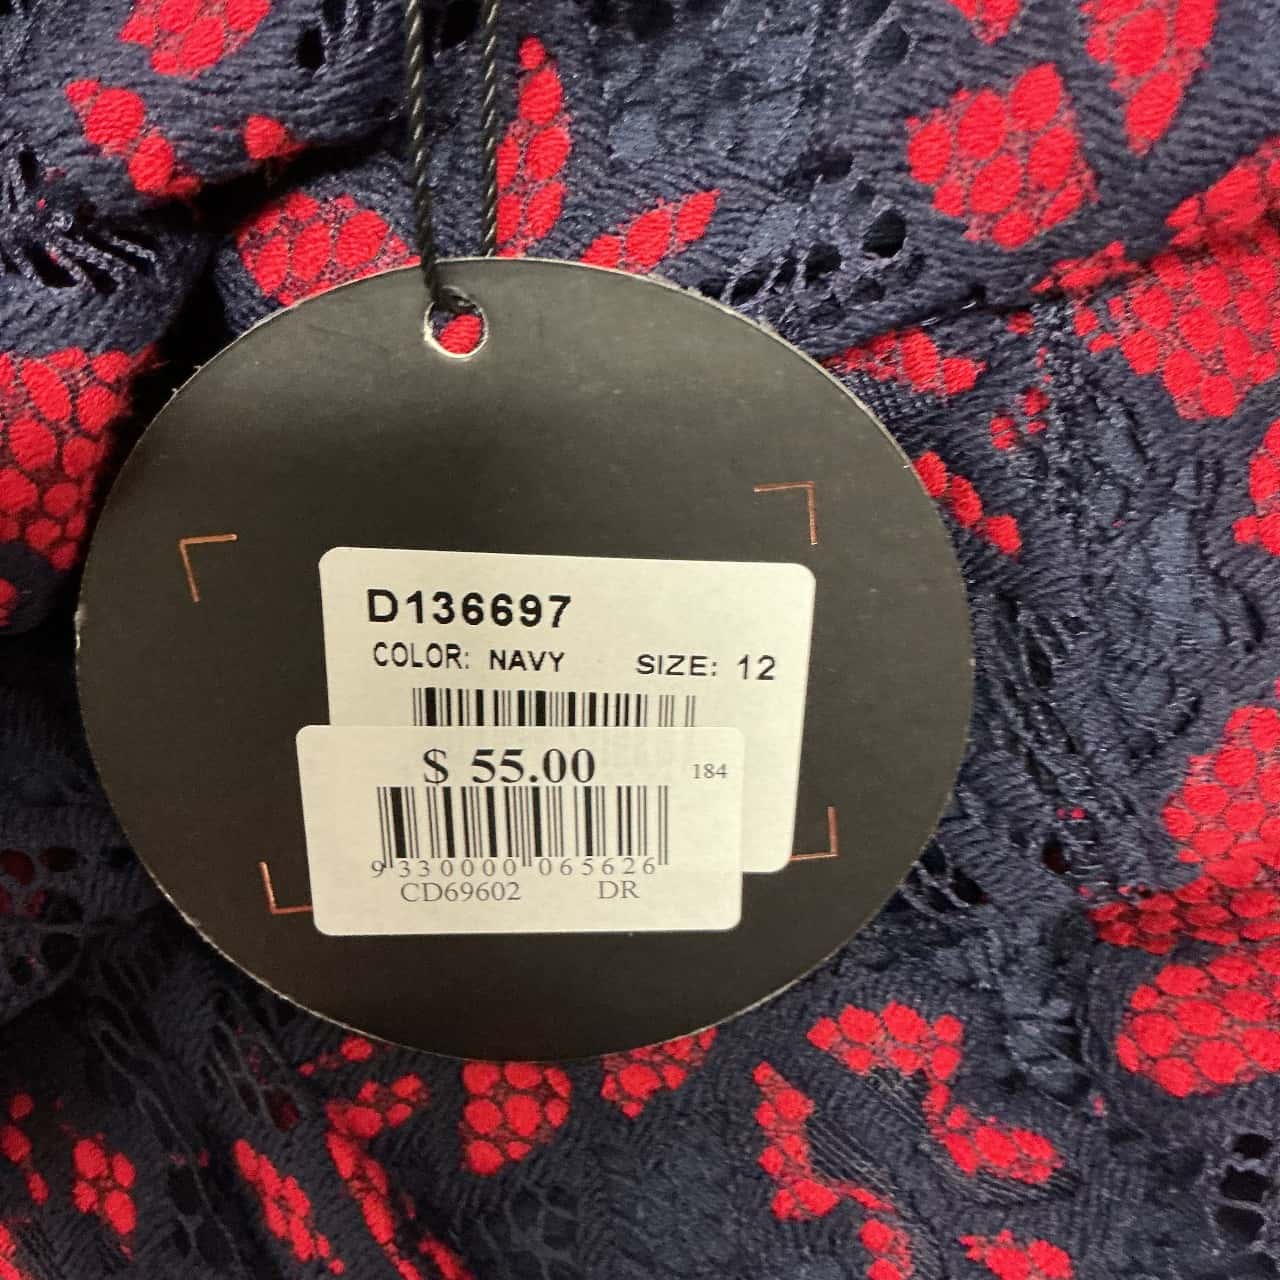 D136697
COLOR: NAVY SIZE: 12
$ 55.00 184
9 330000 065626
CD69602 DR